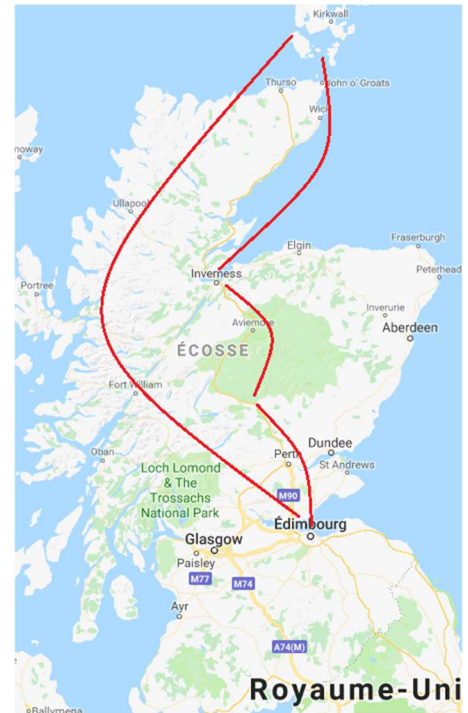 Kirkwall
Thurso
John o' Groats
Wick
noway
Ullapool
Elgin
Fraserburgh
Peterhead
Portree
Inverness
Inverurie
Aviemore
Aberdeen
ÉCOSSE
Fort William
Dundee
Oban
Perth
St Andrews
Loch Lomond
& The
Trossachs
National Park
M90
Édimbourg
Glasgow
Paisley
M77
M74
Ayr
A74(M)
Royaume-Uni
Ballymena